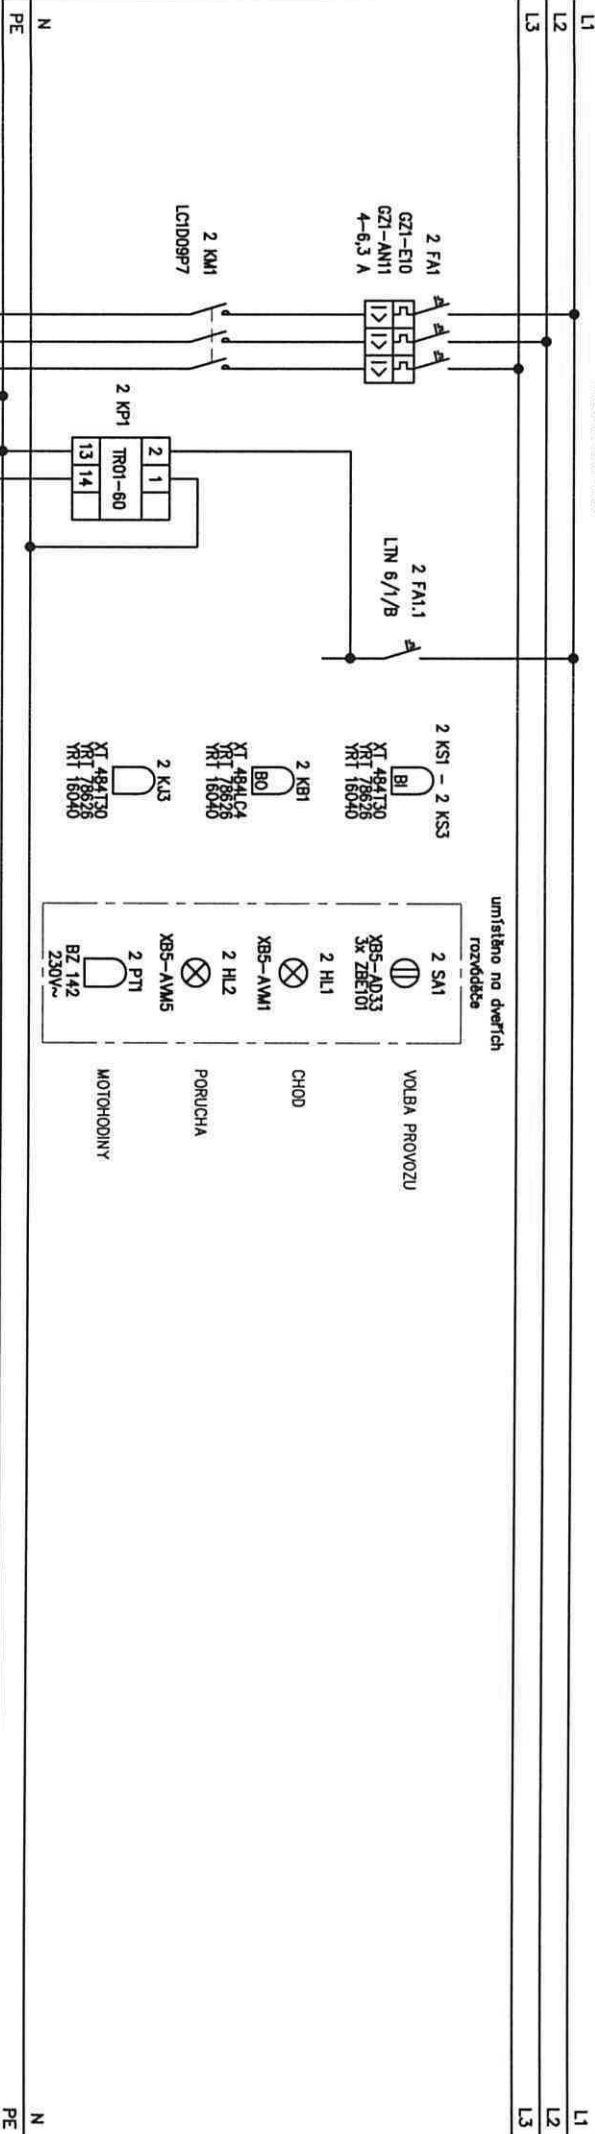 L1
L2
L3
N
PE
2 FA1
GZ1-E10
GZ1-AN11
4-6,3 A
I>
I>
I>
2 KM1
LC1D09P7
2 KP1
2
1
TR01-60
13
14
2 FA1.1
LTN 6/1/B
2 KS1 - 2 KS3
BI
XT 484T30
YRT 78626
YRT 16040
2 KB1
BO
XT 484LC4
YRT 78626
YRT 16040
2 KJ3
XT 484T30
YRT 78626
YRT 16040
umístěno na dveřích
rozváděče
2 SA1
XB5-AD33
3x ZBE101
VOLBA PROVOZU
2 HL1
XB5-AVM1
CHOD
2 HL2
XB5-AVM5
PORUCHA
2 PT1
BZ 142
230V~
MOTOHODINY
L1
L2
L3
N
PE